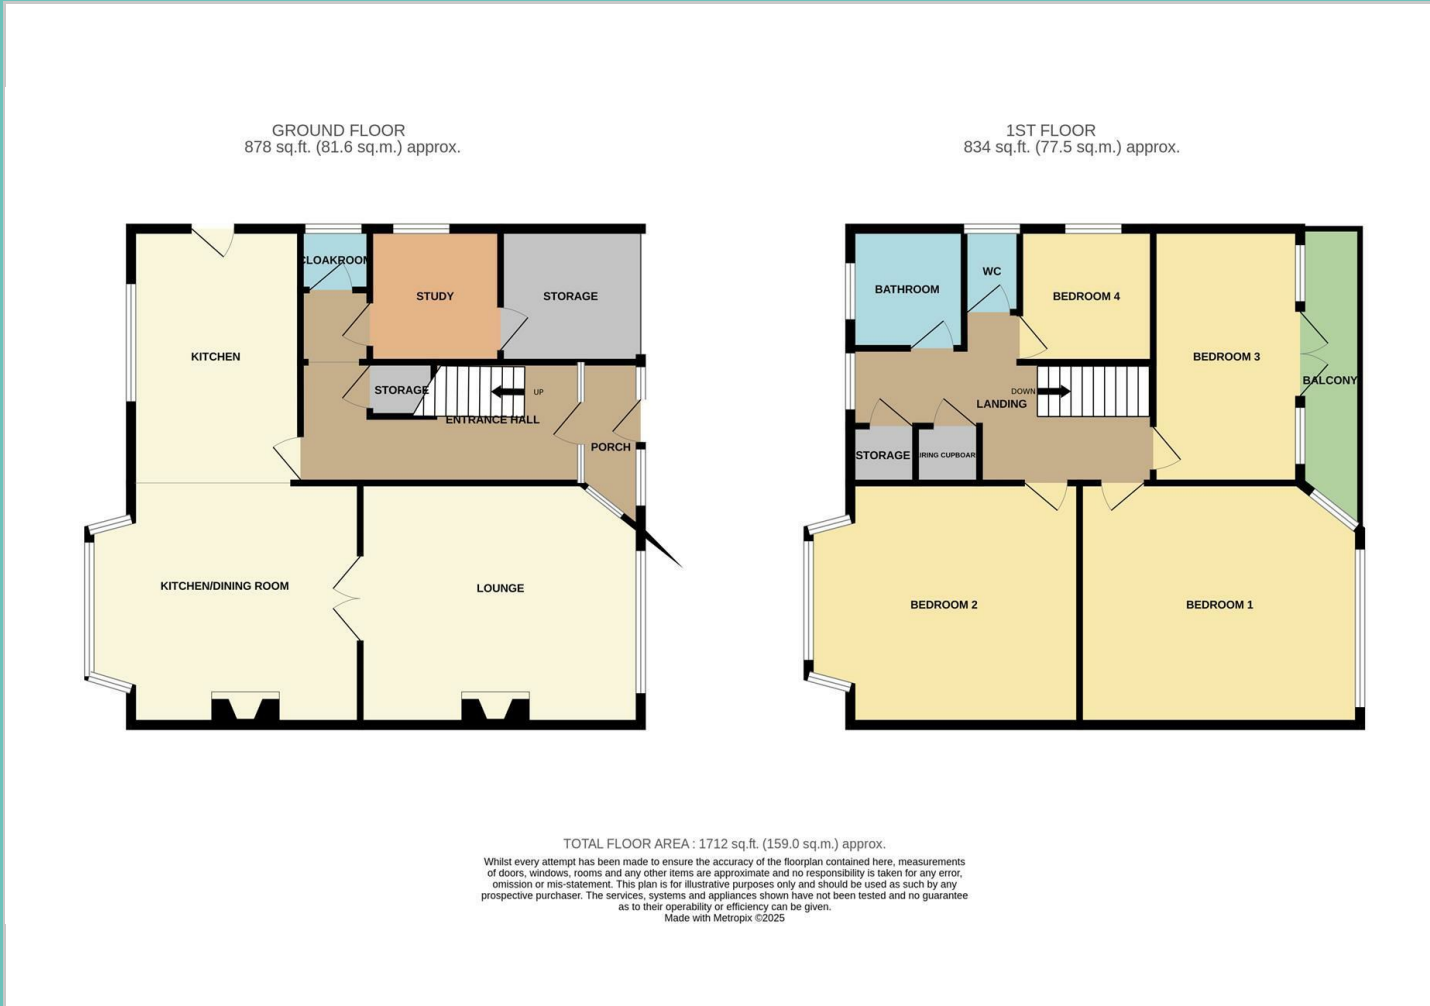 GROUND FLOOR
878 sq.ft. (81.6 sq.m.) approx.
1ST FLOOR
834 sq.ft. (77.5 sq.m.) approx.
CLOAKROOM
STUDY
STORAGE
KITCHEN
STORAGE
UP
ENTRANCE HALL
PORCH
KITCHEN/DINING ROOM
LOUNGE
BATHROOM
WC
BEDROOM 4
BEDROOM 3
BALCONY
DOWN
LANDING
STORAGE
IRING CUPBOAR
BEDROOM 2
BEDROOM 1
TOTAL FLOOR AREA : 1712 sq.ft. (159.0 sq.m.) approx.
Whilst every attempt has been made to ensure the accuracy of the floorplan contained here, measurements
of doors, windows, rooms and any other items are approximate and no responsibility is taken for any error,
omission or mis-statement. This plan is for illustrative purposes only and should be used as such by any
prospective purchaser. The services, systems and appliances shown have not been tested and no guarantee
as to their operability or efficiency can be given.
Made with Metropix ©2025